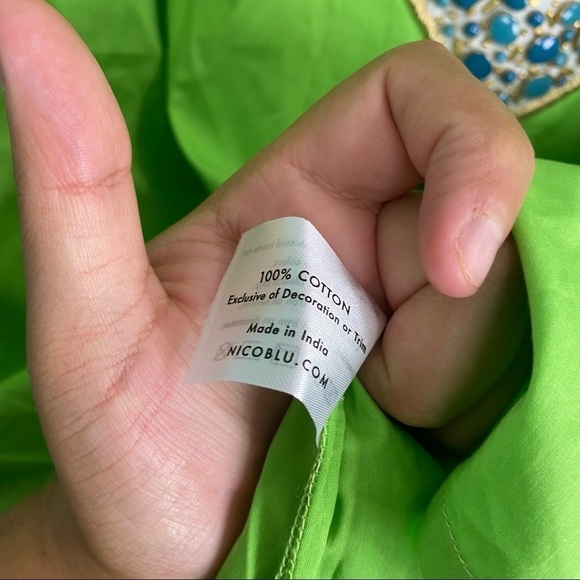 100% COTTON
Exclusive of Decoration or Trim
Made in India
NICOBLU.COM